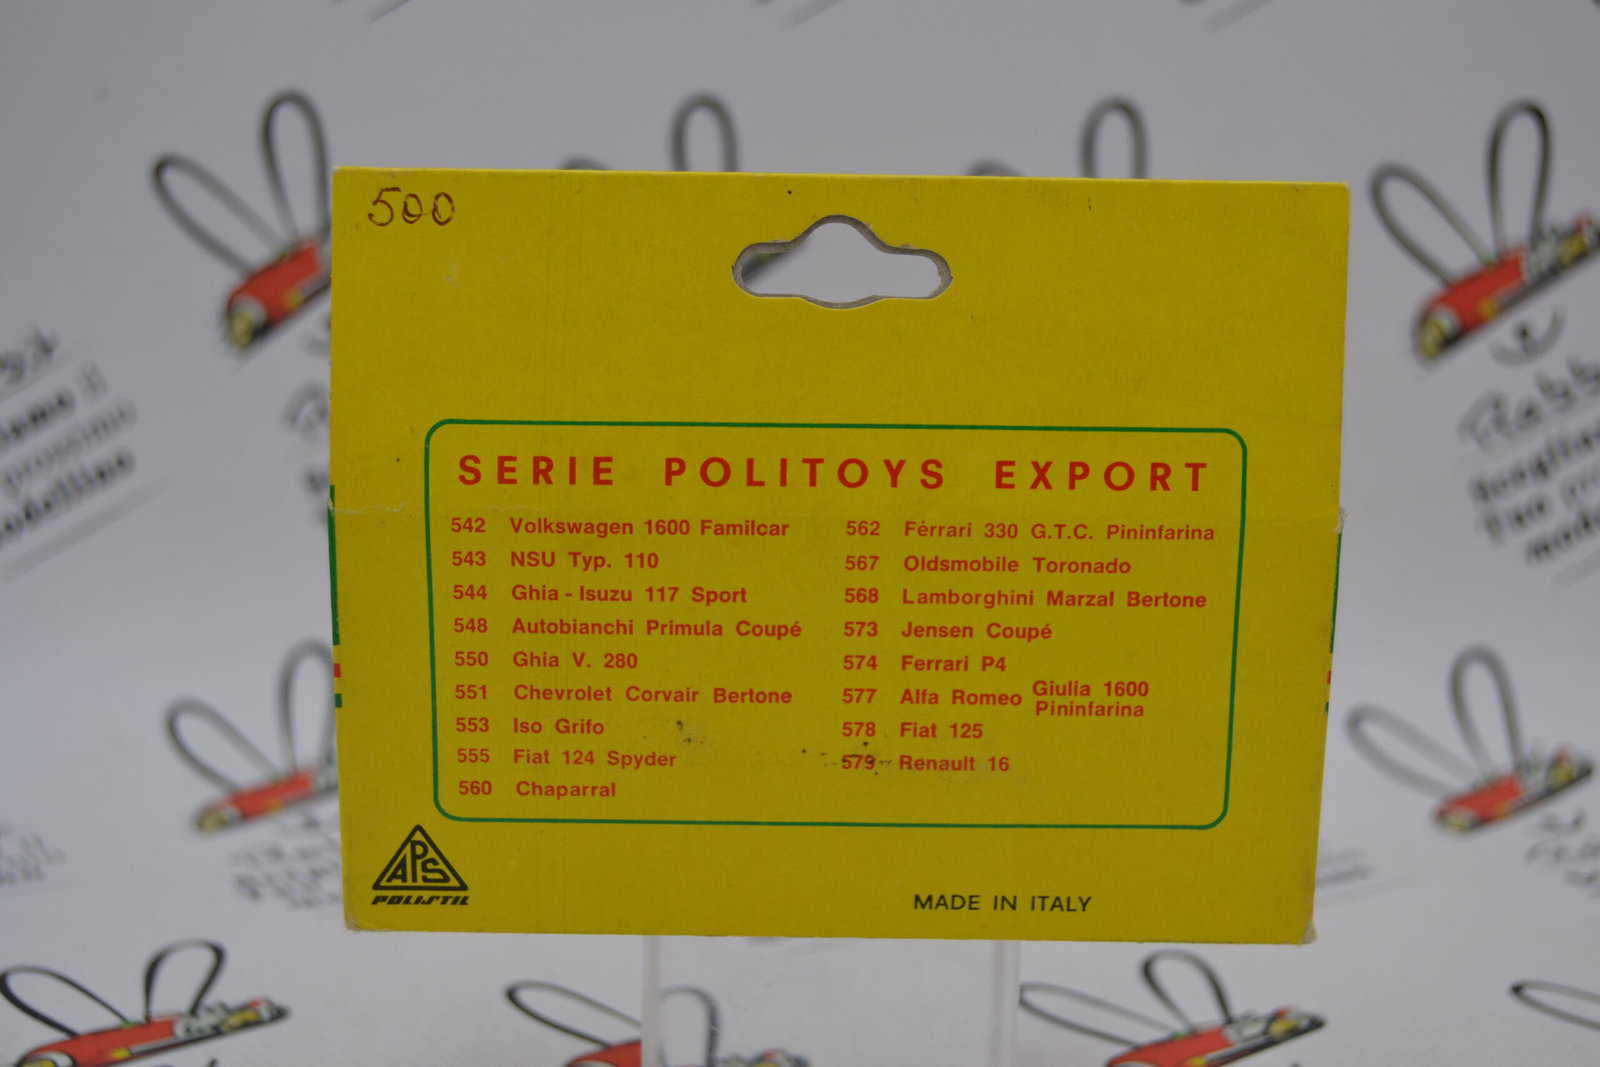 500
SERIE POLITOYS EXPORT
542 Volkswagen 1600 Familcar
543 NSU Typ. 110
544 Ghia - Isuzu 117 Sport
548 Autobianchi Primula Coupé
550 Ghia V. 280
551 Chevrolet Corvair Bertone
553 Iso Grifo
555 Fiat 124 Spyder
560 Chaparral
562 Ferrari 330 G.T.C. Pininfarina
567 Oldsmobile Toronado
568 Lamborghini Marzal Bertone
573 Jensen Coupé
574 Ferrari P4
577 Alfa Romeo Giulia 1600
Pininfarina
578 Fiat 125
579 Renault 16
APS
POLISTIL
MADE IN ITALY